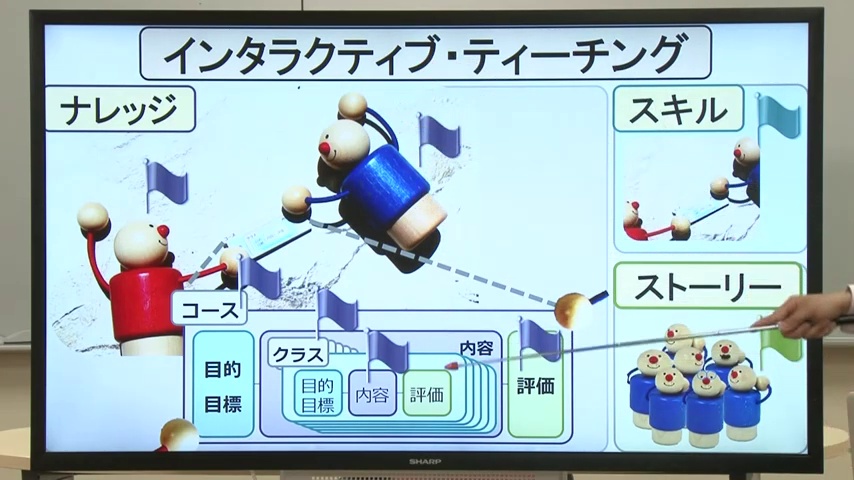 インタラクティブ・ティーチング
ナレッジ
スキル
ストーリー
コース
クラス
内容
目的
目標
目的
目標
内容
評価
評価
SHARP